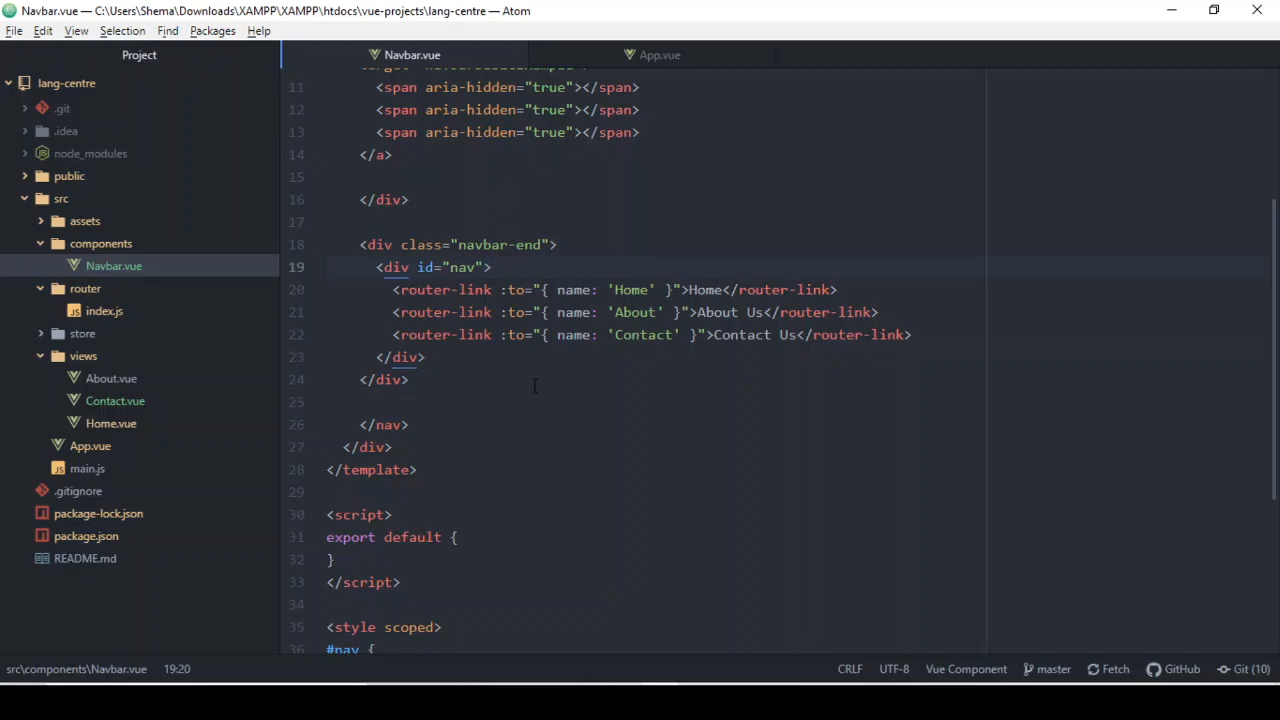 Navbar.vue — C:\Users\Shema\Downloads\XAMPP\XAMPP\htdocs\vue-projects\lang-centre — Atom
File Edit View Selection Find Packages Help
Project
lang-centre
.git
.idea
node_modules
public
src
assets
components
Navbar.vue
router
index.js
store
views
About.vue
Contact.vue
Home.vue
App.vue
main.js
.gitignore
package-lock.json
package.json
README.md
Navbar.vue App.vue
11 <span aria-hidden="true"></span>
12 <span aria-hidden="true"></span>
13 <span aria-hidden="true"></span>
14 </a>
15
16 </div>
17
18 <div class="navbar-end">
19 <div id="nav">
20 <router-link :to="{ name: 'Home' }">Home</router-link>
21 <router-link :to="{ name: 'About' }">About Us</router-link>
22 <router-link :to="{ name: 'Contact' }">Contact Us</router-link>
23 </div>
24 </div>
25
26 </nav>
27 </div>
28 </template>
29
30 <script>
31 export default {
32 }
33 </script>
34
35 <style scoped>
36 #nav {
src\components\Navbar.vue 19:20 CRLF UTF-8 Vue Component master Fetch GitHub Git (10)